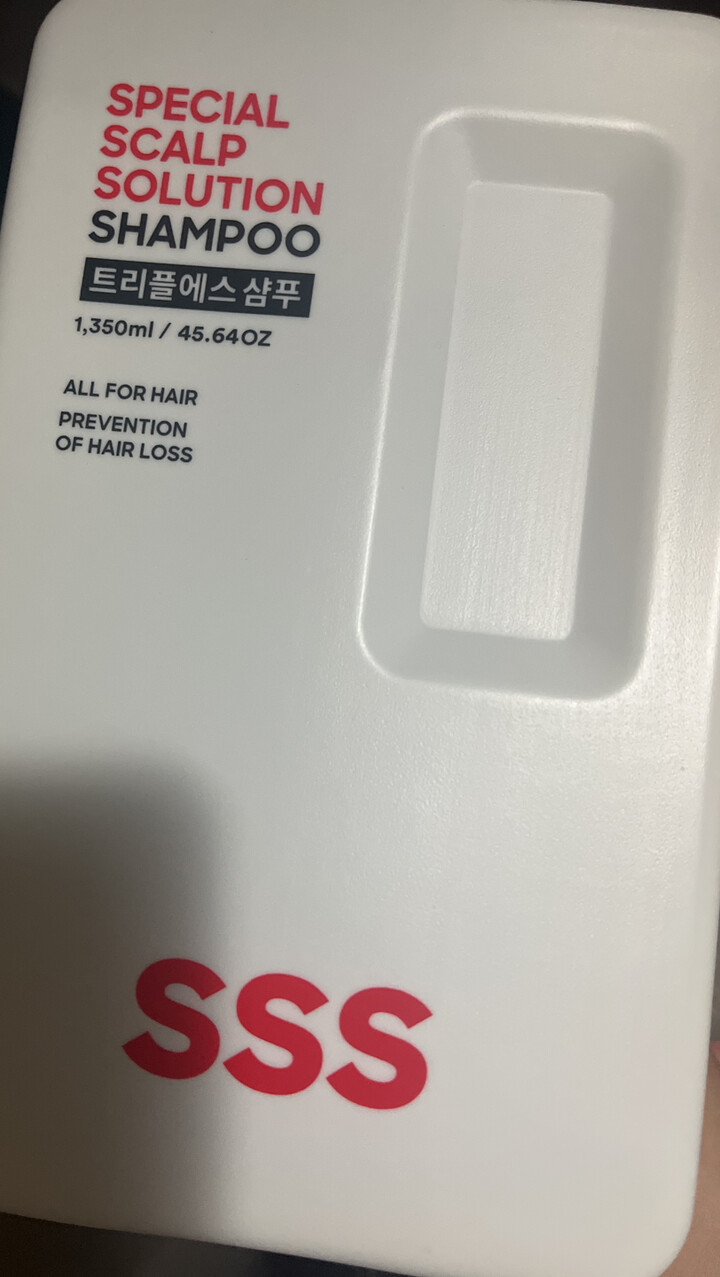 SPECIAL
SCALP
SOLUTION
SHAMPOO
트리플에스 샴푸
1,350ml / 45.64OZ
ALL FOR HAIR
PREVENTION
OF HAIR LOSS
SSS